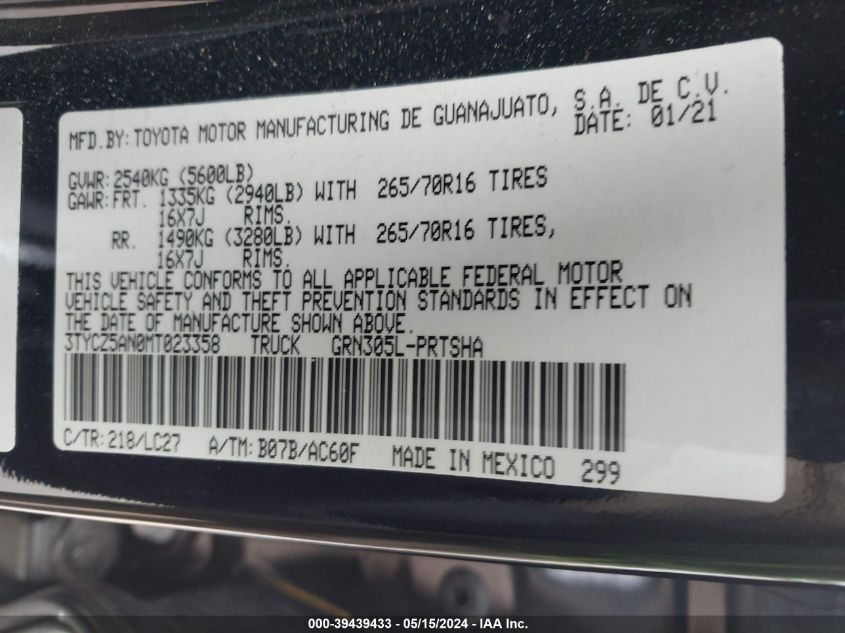 MFD.BY: TOYOTA MOTOR MANUFACTURING DE GUANAJUATO, S.A. DE C.V.
DATE: 01/21
GVWR: 2540KG (5600LB)
GAWR: FRT. 1335KG (2940LB) WITH 265/70R16 TIRES
16X7J RIMS.
RR. 1490KG (3280LB) WITH 265/70R16 TIRES,
16X7J RIMS.
THIS VEHICLE CONFORMS TO ALL APPLICABLE FEDERAL MOTOR
VEHICLE SAFETY AND THEFT PREVENTION STANDARDS IN EFFECT ON
THE DATE OF MANUFACTURE SHOWN ABOVE.
3TYCZ5AN0MT023358 TRUCK GRN305L-PRTSHA
C/TR: 218/LC27 A/TM: B07B/AC60F MADE IN MEXICO 299
000-39439433 - 05/15/2024 - IAA Inc.